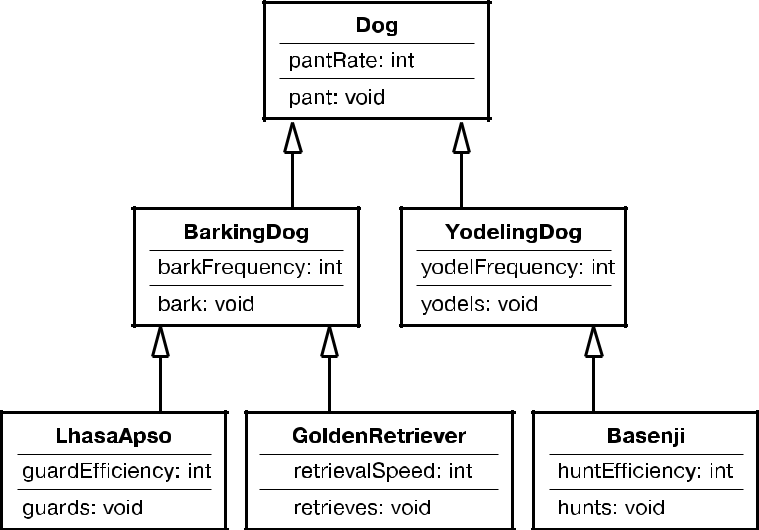 Dog
pantRate: int
pant: void
BarkingDog
barkFrequency: int
bark: void
YodelingDog
yodelFrequency: int
yodels: void
LhasaApso
guardEfficiency: int
guards: void
GoldenRetriever
retrievalSpeed: int
retrieves: void
Basenji
huntEfficiency: int
hunts: void